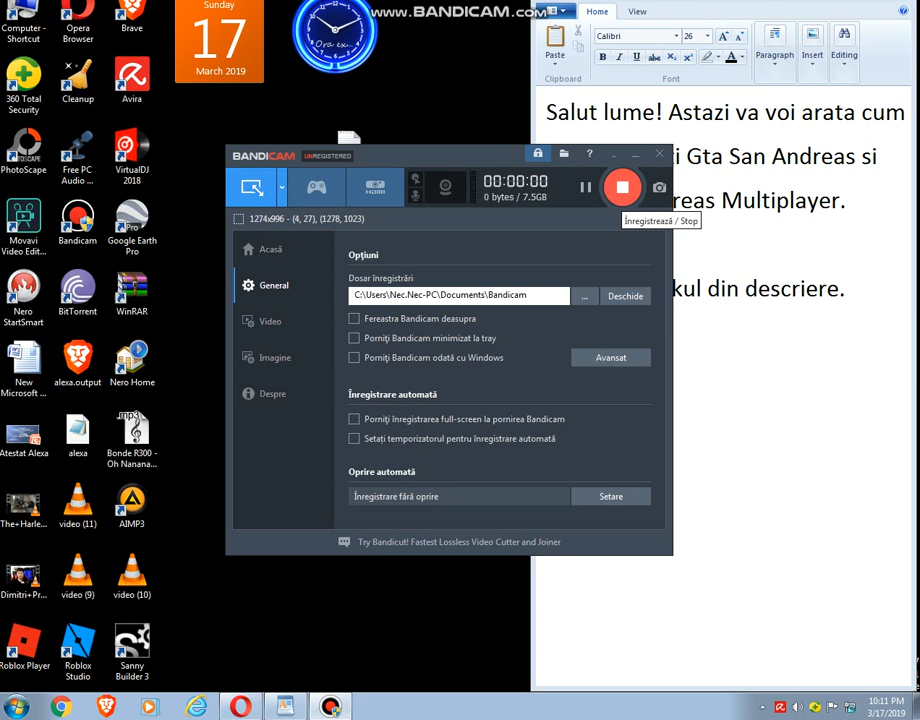 www.BANDICAM.com
Computer - Shortcut
Opera Browser
Brave
Sunday
17
March 2019
360 Total Security
Cleanup
Avira
PhotoScape
Free PC Audio ...
VirtualDJ 2018
Movavi Video Edit...
Bandicam
Google Earth Pro
Nero StartSmart
BitTorrent
WinRAR
New Microsoft ...
alexa.output
Nero Home
Atestat Alexa
alexa
mp3
Bonde R300 - Oh Nanana...
The+Harle...
video (11)
AIMP3
Dimitri+Pr...
video (9)
video (10)
Roblox Player
Roblox Studio
Sanny Builder 3
Home
View
Paste
Clipboard
Calibri
26
Font
Paragraph
Insert
Editing
Salut lume! Astazi va voi arata cum
i Gta San Andreas si
reas Multiplayer.
kul din descriere.
BANDICAM UNREGISTERED
HDMI
00:00:00
0 bytes / 7.5GB
Înregistrează / Stop
1274x996 - (4, 27), (1278, 1023)
Acasă
General
Video
Imagine
Despre
Opţiuni
Dosar înregistrări
C:\Users\Nec.Nec-PC\Documents\Bandicam
...
Deschide
Fereastra Bandicam deasupra
Porniţi Bandicam minimizat la tray
Porniţi Bandicam odată cu Windows
Avansat
Înregistrare automată
Porniţi înregistrarea full-screen la pornirea Bandicam
Setați temporizatorul pentru înregistrare automată
Oprire automată
Înregistrare fără oprire
Setare
Try Bandicut! Fastest Lossless Video Cutter and Joiner
10:11 PM
3/17/2019